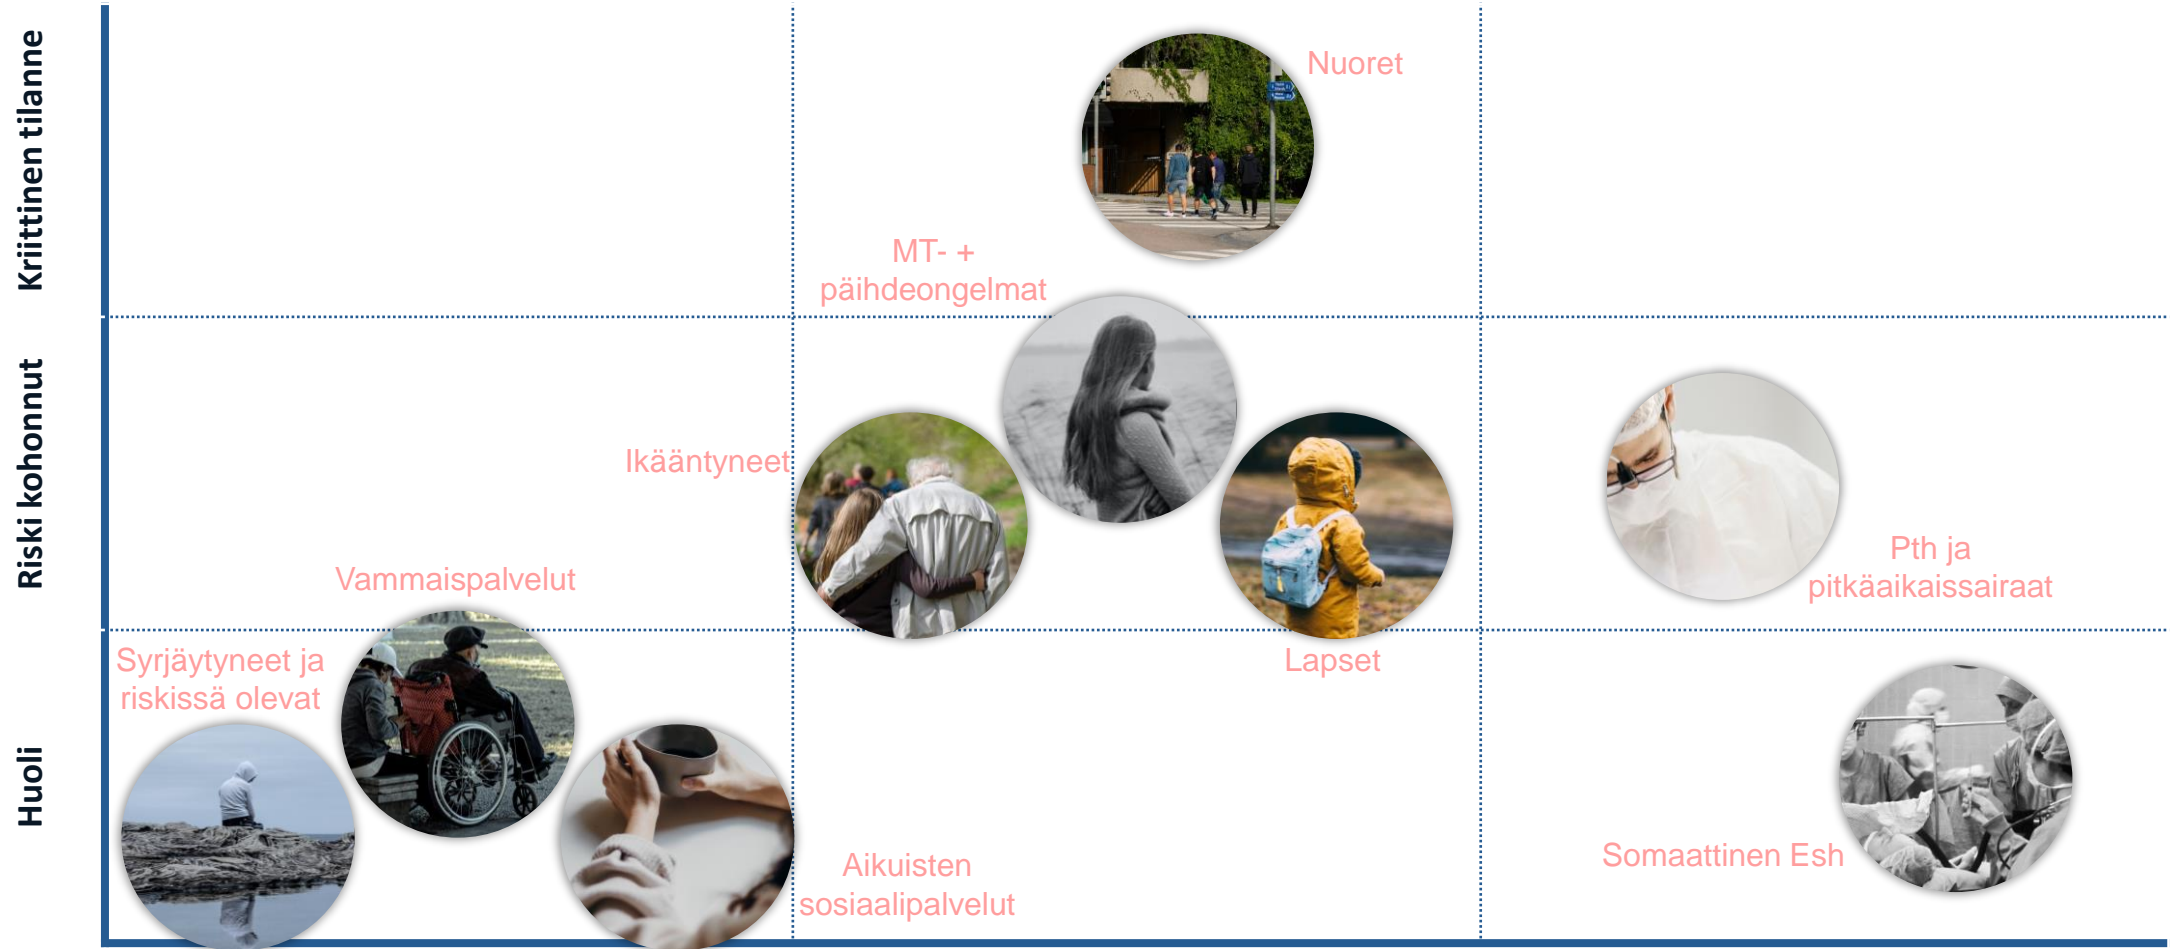 Kriittinen tilanne
Nuoret
MT- +
päihdeongelmat
Riski kohonnut
Ikääntyneet
Pth ja
pitkäaikaissairaat
Vammaispalvelut
Lapset
Huoli
Syrjäytyneet ja
riskissä olevat
Aikuisten
sosiaalipalvelut
Somaattinen Esh